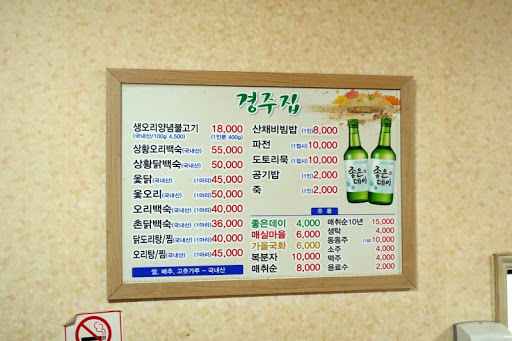 경주집
생오리양념불고기 18,000
(국내산/100g 4,500) (1인분 400g)
상황오리백숙(국내산) 55,000
상황닭백숙(국내산) 50,000
옻닭(국내산) (1마리) 45,000
옻오리(국내산) (1마리) 50,000
오리백숙(국내산) (1마리) 40,000
촌닭백숙(국내산) (1마리) 36,000
닭도리탕/찜(국내산) (1마리) 40,000
오리탕/찜(국내산) (1마리) 45,000
쌀, 배추, 고춧가루 - 국내산
산채비빔밥 (1인) 8,000
파전 (1접시) 10,000
도토리묵 (1접시) 10,000
공기밥 (1인) 2,000
죽 (1인) 2,000
주 류
좋은데이 4,000
매실마을 6,000
가을국화 6,000
복분자 10,000
매취순 8,000
매취순10년 15,000
생탁 4,000
동동주 10,000
소주 4,000
맥주 4,000
음료수 2,000
좋은데이
좋은데이